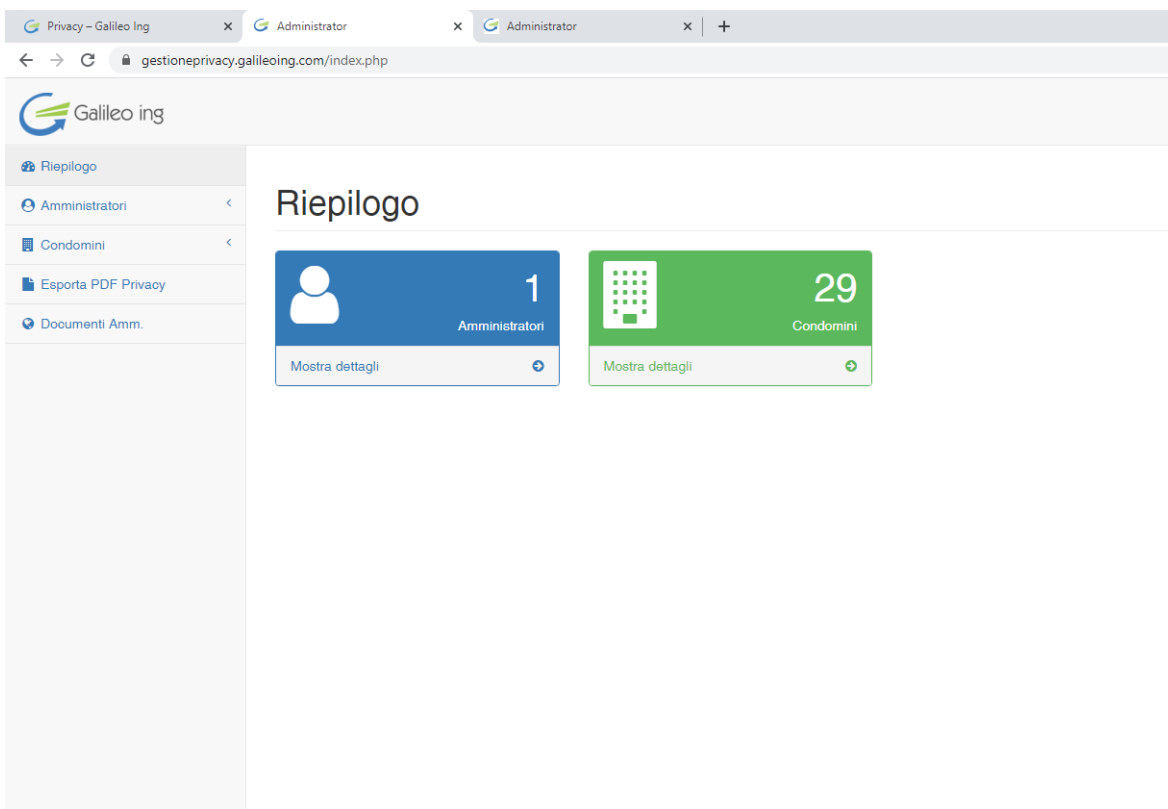 Privacy – Galileo Ing
Administrator
Administrator
gestioneprivacy.galileoing.com/index.php
Galileo ing
Riepilogo
Amministratori
Condomini
Esporta PDF Privacy
Documenti Amm.
Riepilogo
1
Amministratori
Mostra dettagli
29
Condomini
Mostra dettagli